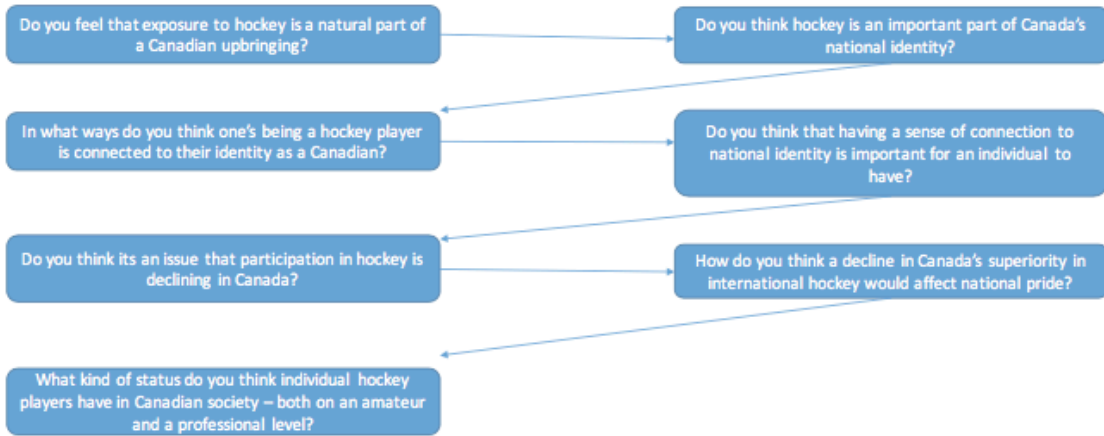 Do you feel that exposure to hockey is a natural part of
a Canadian upbringing?
Do you think hockey is an important part of Canada's
national identity?
In what ways do you think one's being a hockey player
is connected to their identity as a Canadian?
Do you think that having a sense of connection to
national identity is important for an individual to
have?
Do you think its an issue that participation in hockey is
declining in Canada?
How do you think a decline in Canada's superiority in
international hockey would affect national pride?
What kind of status do you think individual hockey
players have in Canadian society – both on an amateur
and a professional level?